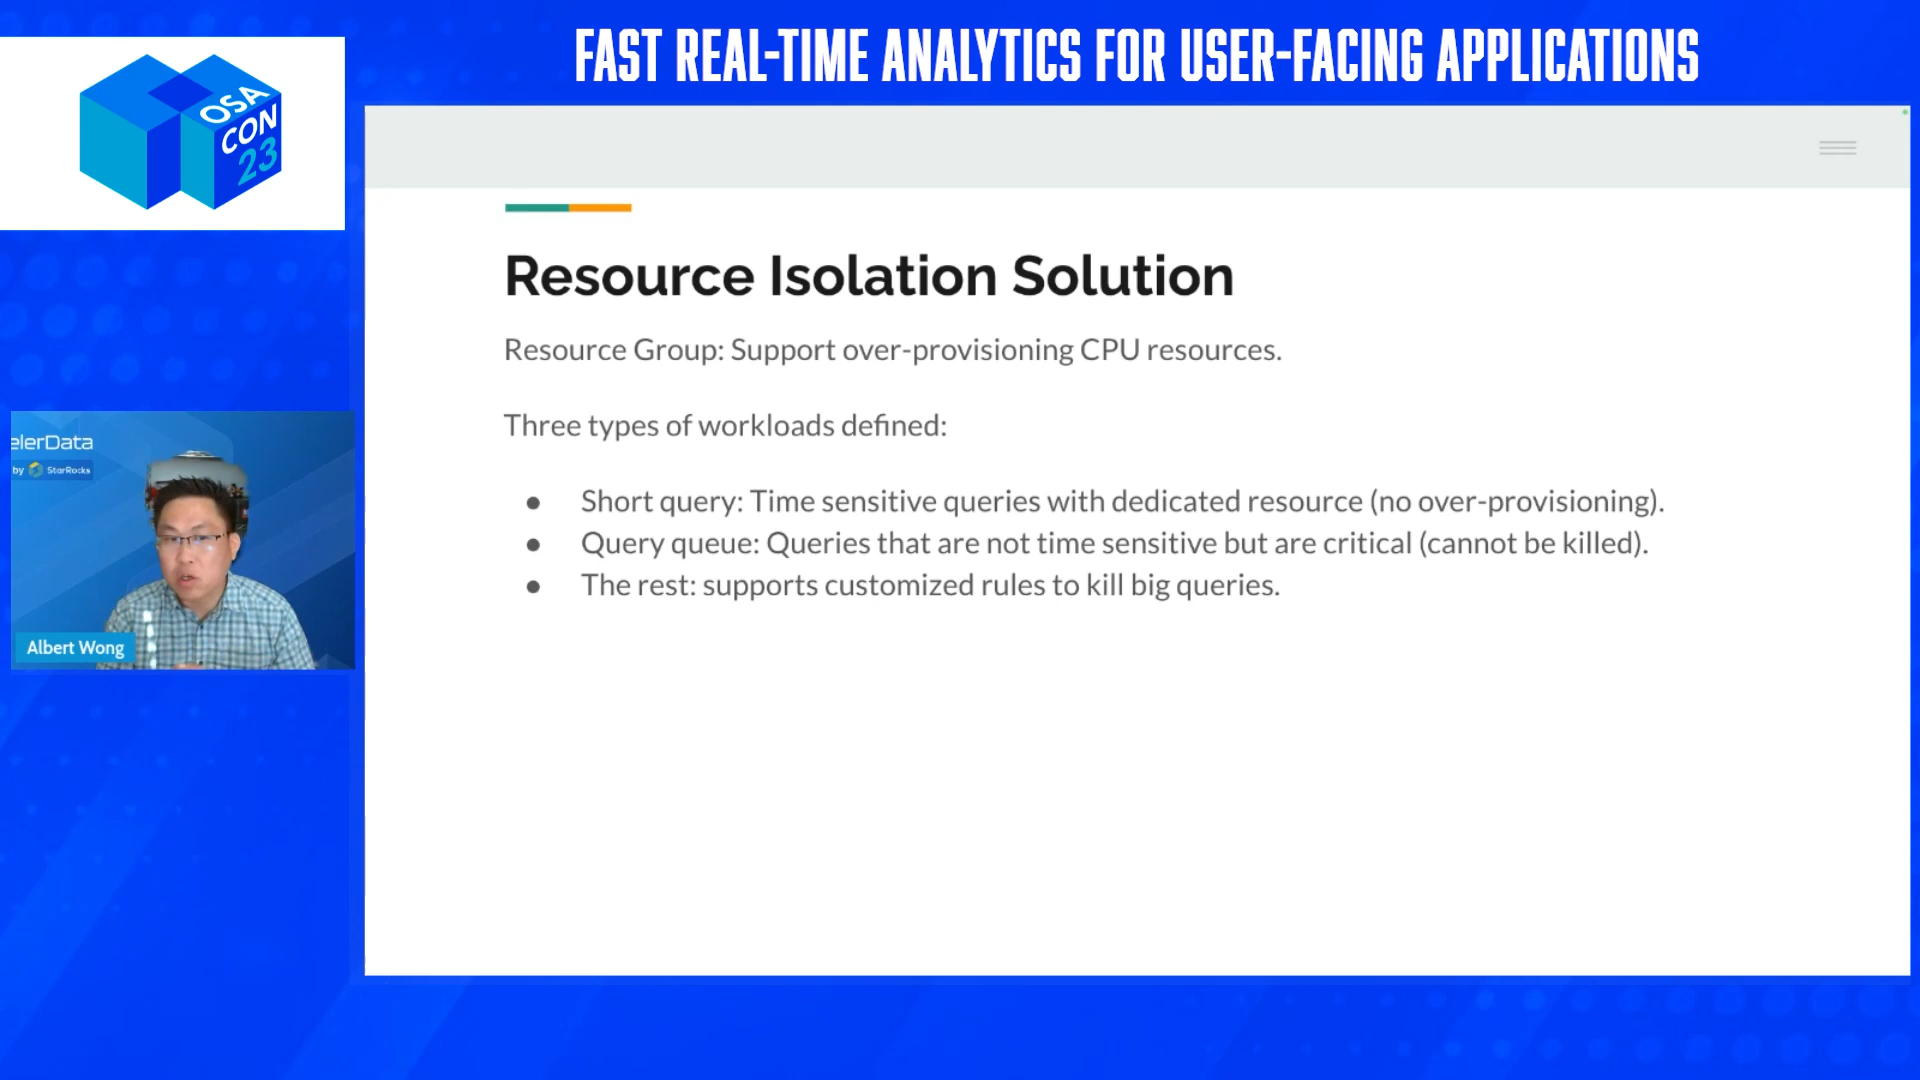 FAST REAL-TIME ANALYTICS FOR USER-FACING APPLICATIONS
OSA
CON
23
Resource Isolation Solution
Resource Group: Support over-provisioning CPU resources.
Three types of workloads defined:
● Short query: Time sensitive queries with dedicated resource (no over-provisioning).
● Query queue: Queries that are not time sensitive but are critical (cannot be killed).
● The rest: supports customized rules to kill big queries.
elerData
by StarRocks
Albert Wong